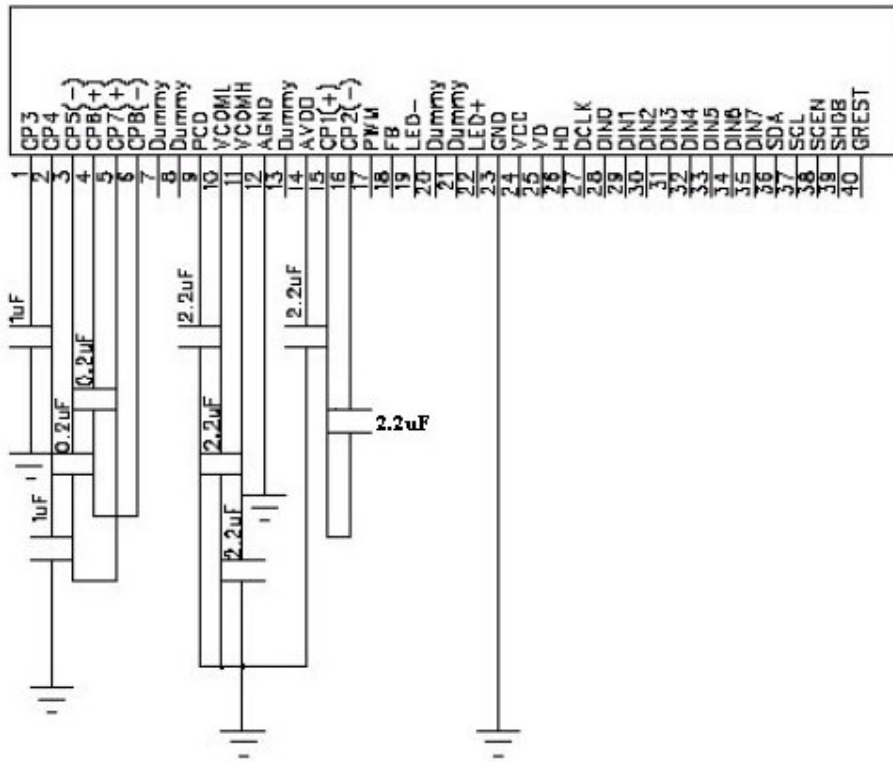 CP3
CP4
CP5(-)
CP6(+)
CP7(+)
CP8(-)
Dummy
Dummy
PCD
VCOML
VCOMH
AGND
Dummy
AVDD
CP1(+)
CP2(-)
PWM
FB
LED-
Dummy
Dummy
LED+
GND
VCC
VD
HD
DCLK
DIN0
DIN1
DIN2
DIN3
DIN4
DIN5
DIN6
DIN7
SDA
SCL
SCEN
SHDB
GREST
1
2
3
4
5
6
7
8
9
10
11
12
13
14
15
16
17
18
19
20
21
22
23
24
25
26
27
28
29
30
31
32
33
34
35
36
37
38
39
40
1uF
2.2uF
2.2uF
0.2uF
2.2uF
0.2uF
2.2uF
1uF
2.2uF